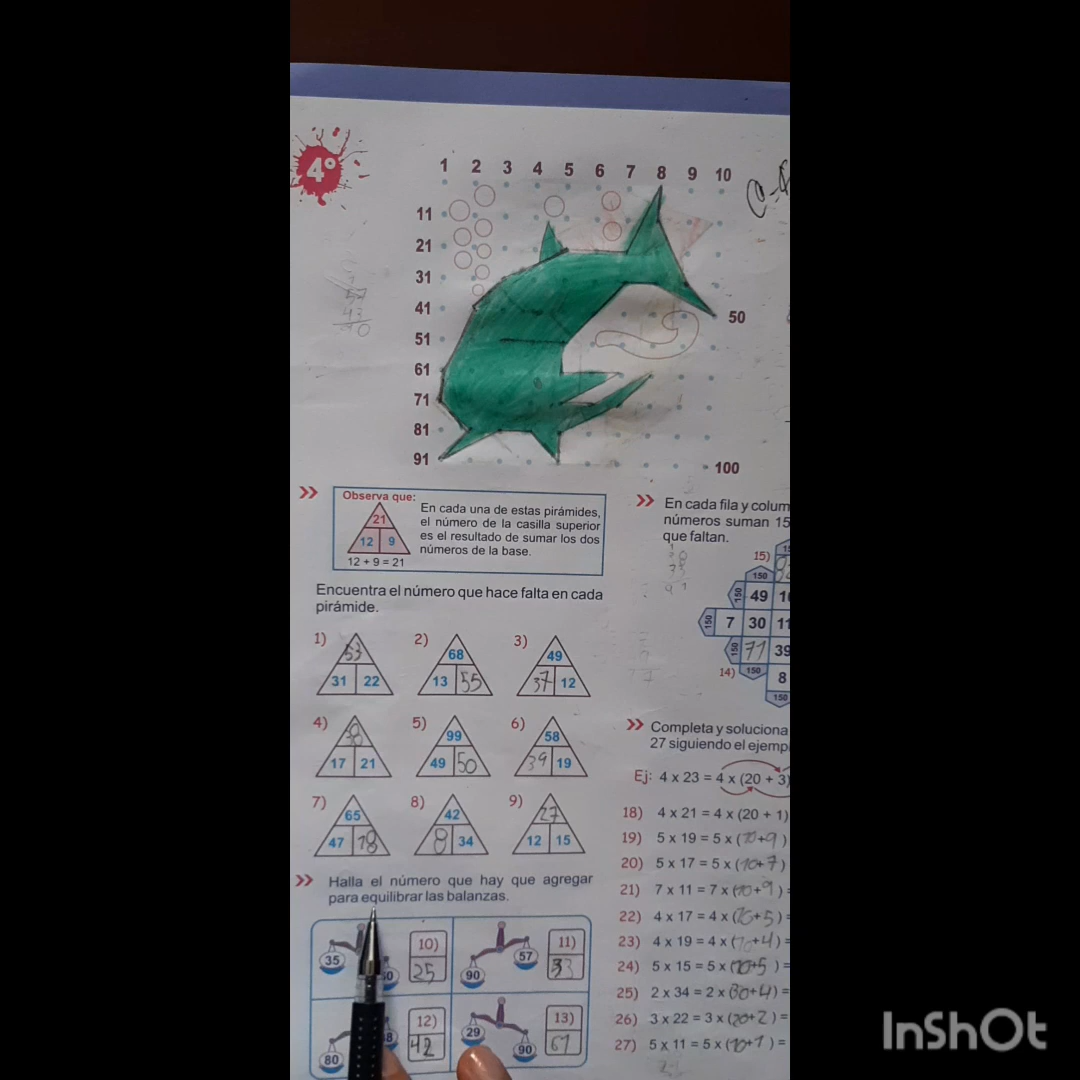 4°
1 2 3 4 5 6 7 8 9 10
11
21
31
41
50
51
61
71
81
91
100
Observa que:
21
12 9
12 + 9 = 21
En cada una de estas pirámides,
el número de la casilla superior
es el resultado de sumar los dos
números de la base.
Encuentra el número que hace falta en cada
pirámide.
1) 53
31 22
2) 68
13 55
3) 49
37 12
4) 38
17 21
5) 99
49 50
6) 58
39 19
7) 65
47 18
8) 42
8 34
9) 27
12 15
Halla el número que hay que agregar
para equilibrar las balanzas.
10)
35
25
11)
57
90
33
12)
80
42
13)
29
90
61
En cada fila y colum
números suman 15
que faltan.
15)
150
150 49
150 7 30 11
150 71 39
14) 150 8
150
Completa y soluciona
27 siguiendo el ejemp
Ej: 4 x 23 = 4 x (20 + 3)
18) 4 x 21 = 4 x (20 + 1)
19) 5 x 19 = 5 x (10+9)
20) 5 x 17 = 5 x (10+7)
21) 7 x 11 = 7 x (10+9) =
22) 4 x 17 = 4 x ( +5) =
23) 4 x 19 = 4 x (10+4) =
24) 5 x 15 = 5 x (10+5) =
25) 2 x 34 = 2 x (30+4) =
26) 3 x 22 = 3 x (20+2) =
27) 5 x 11 = 5 x (10+1) =
InShOt